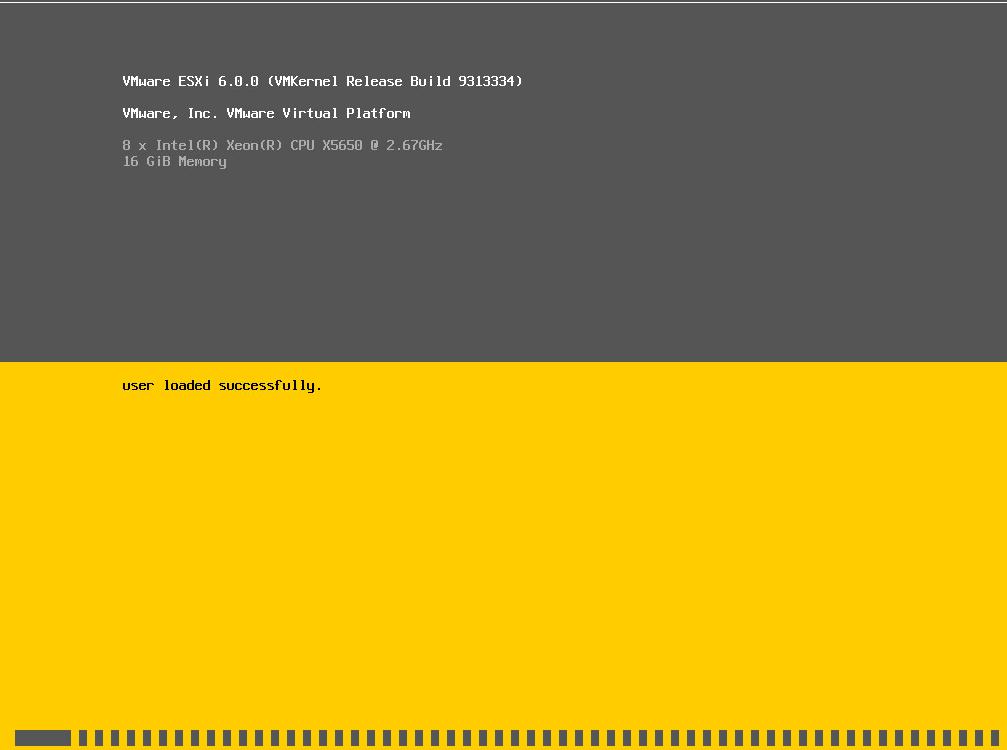 VMware ESXi 6.0.0 (VMKernel Release Build 9313334)
VMware, Inc. VMware Virtual Platform
8 x Intel(R) Xeon(R) CPU X5650 @ 2.67GHz
16 GiB Memory
user loaded successfully.